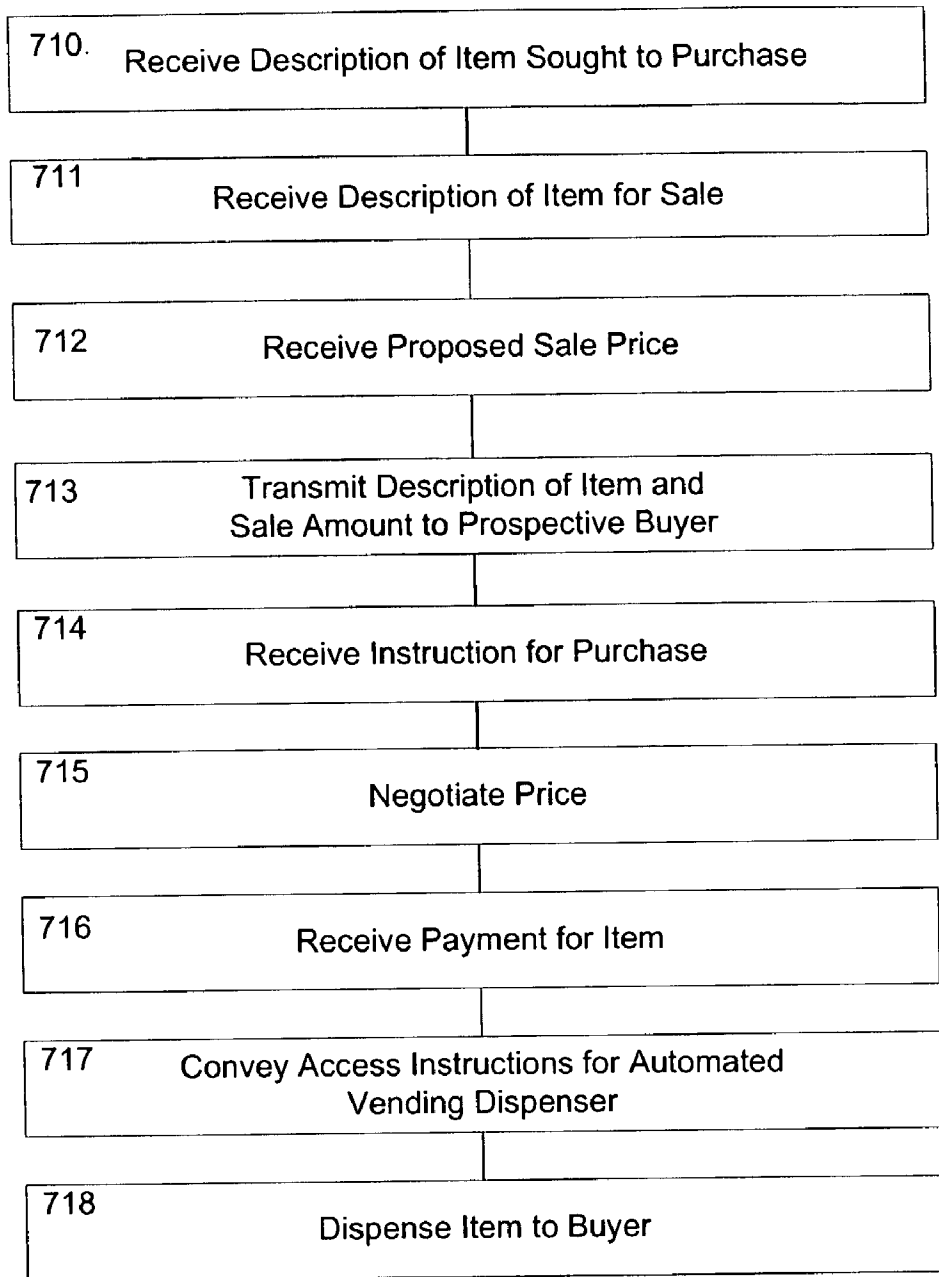 710.
Receive Description of Item Sought to Purchase
711
Receive Description of Item for Sale
712
Receive Proposed Sale Price
713
Transmit Description of Item and
Sale Amount to Prospective Buyer
714
Receive Instruction for Purchase
715
Negotiate Price
716
Receive Payment for Item
717
Convey Access Instructions for Automated
Vending Dispenser
718
Dispense Item to Buyer